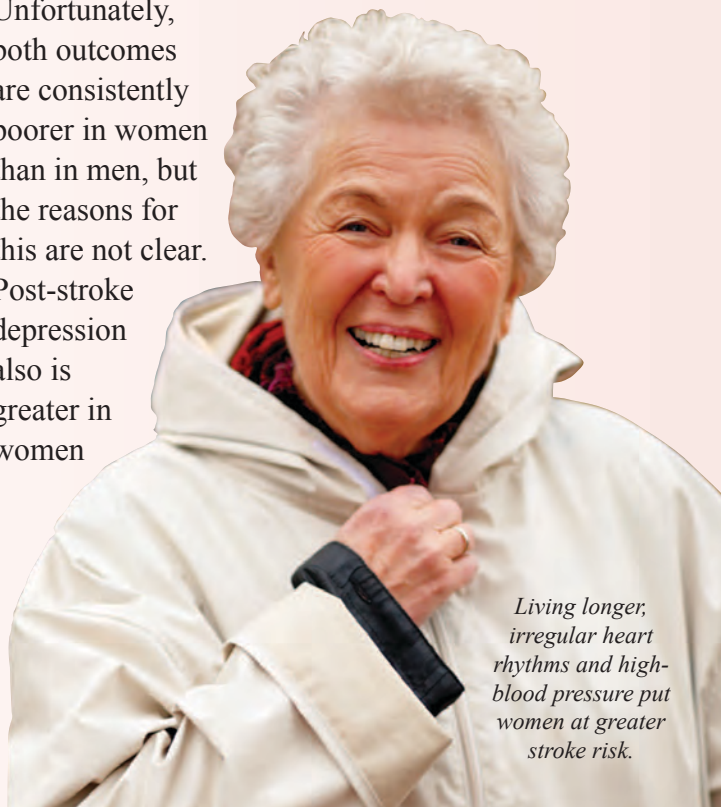 Unfortunately,
both outcomes
are consistently
poorer in women
than in men, but
the reasons for
this are not clear.
Post-stroke
depression
also is
greater in
women
Living longer,
irregular heart
rhythms and high-
blood pressure put
women at greater
stroke risk.